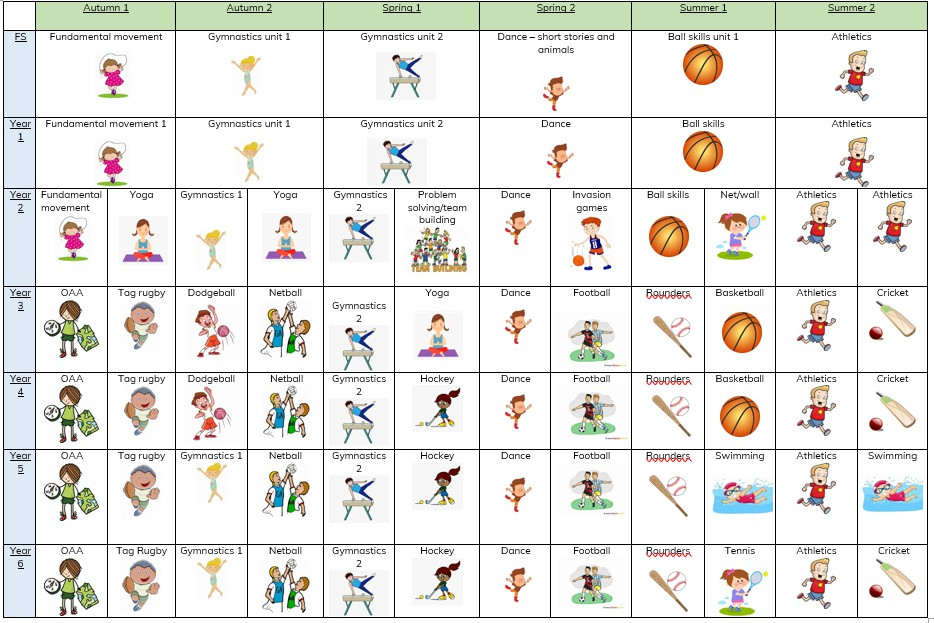 Autumn 1 Autumn 2 Spring 1 Spring 2 Summer 1 Summer 2
FS Fundamental movement Gymnastics unit 1 Gymnastics unit 2 Dance – short stories and Ball skills unit 1 Athletics
animals
Year Fundamental movement 1 Gymnastics unit 1 Gymnastics unit 2 Dance Ball skills Athletics
1
Year Fundamental Yoga Gymnastics 1 Yoga Gymnastics Problem Dance Invasion Ball skills Net/wall Athletics Athletics
2 movement 2 solving/team games
building
TEAM BUILDING
Year OAA Tag rugby Dodgeball Netball Yoga Dance Football Rounders Basketball Athletics Cricket
3 Gymnastics
2
Year OAA Tag rugby Dodgeball Netball Gymnastics Hockey Dance Football Rounders Basketball Athletics Cricket
4 2
Year OAA Tag rugby Gymnastics 1 Netball Gymnastics Hockey Dance Football Rounders Swimming Athletics Swimming
5 2
Year OAA Tag Rugby Gymnastics 1 Netball Gymnastics Hockey Dance Football Rounders Tennis Athletics Cricket
6 2